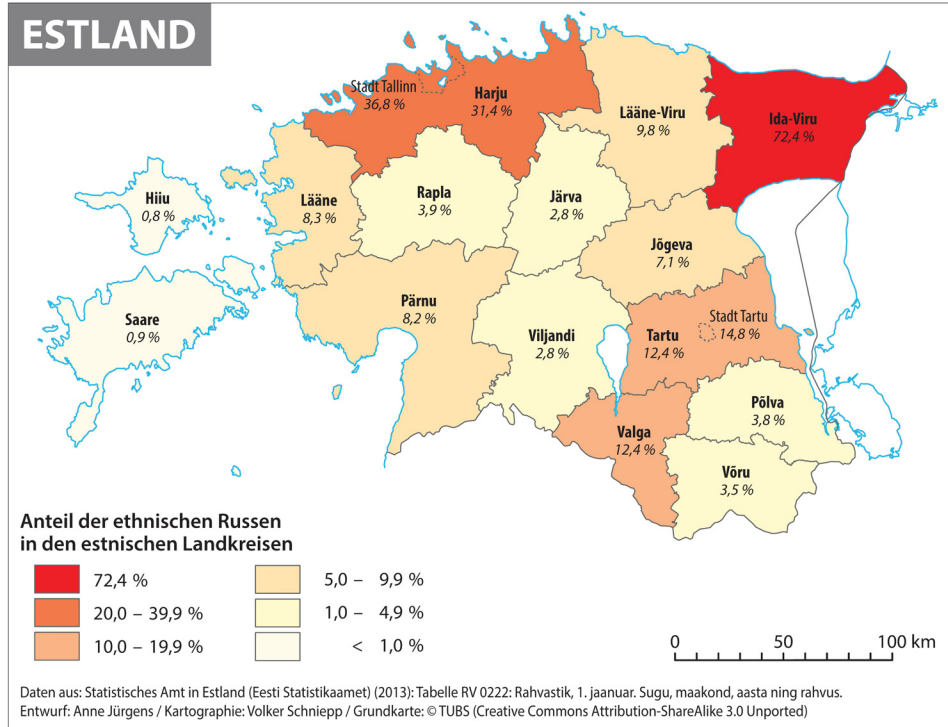 ESTLAND
Stadt Tallinn
36,8 %
Harju
31,4 %
Lääne-Viru
9,8 %
Ida-Viru
72,4 %
Hiiu
0,8 %
Lääne
8,3 %
Rapla
3,9 %
Järva
2,8 %
Jõgeva
7,1 %
Saare
0,9 %
Pärnu
8,2 %
Viljandi
2,8 %
Tartu
12,4 %
Stadt Tartu
14,8 %
Valga
12,4 %
Põlva
3,8 %
Võru
3,5 %
Anteil der ethnischen Russen
in den estnischen Landkreisen
72,4 %
20,0 – 39,9 %
10,0 – 19,9 %
5,0 – 9,9 %
1,0 – 4,9 %
< 1,0 %
0 50 100 km
Daten aus: Statistisches Amt in Estland (Eesti Statistikaamet) (2013): Tabelle RV 0222: Rahvastik, 1. jaanuar. Sugu, maakond, aasta ning rahvus.
Entwurf: Anne Jürgens / Kartographie: Volker Schniepp / Grundkarte: © TUBS (Creative Commons Attribution-ShareAlike 3.0 Unported)